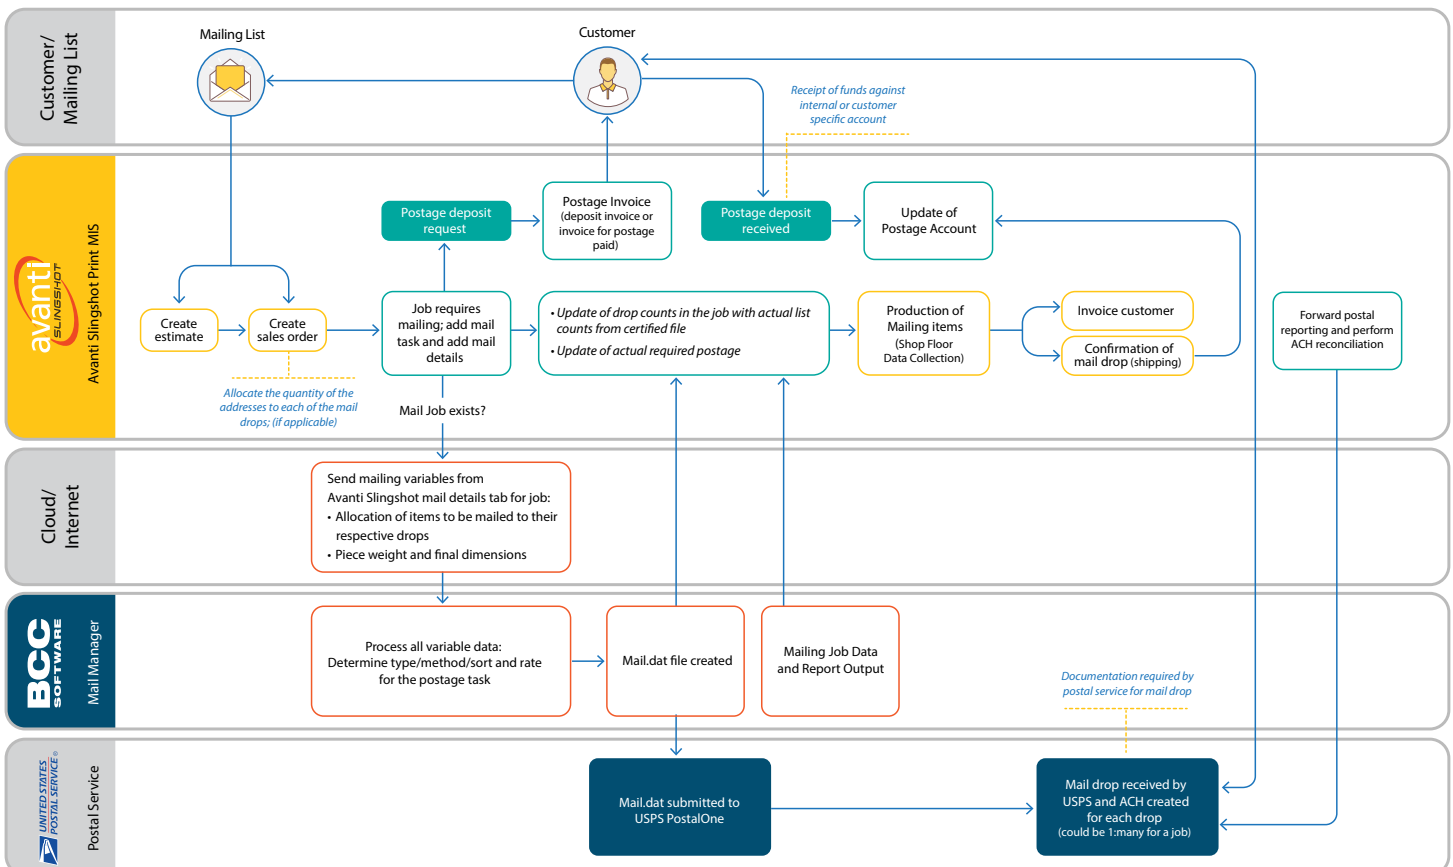 Customer/
Mailing List
Mailing List
Customer
Receipt of funds against
internal or customer
specific account
avanti
SLINGSHOT
Avanti Slingshot Print MIS
Postage deposit
request
Postage Invoice
(deposit invoice or
invoice for postage
paid)
Postage deposit
received
Update of
Postage Account
Create
estimate
Create
sales order
Job requires
mailing; add mail
task and add mail
details
• Update of drop counts in the job with actual list
counts from certified file
• Update of actual required postage
Production of
Mailing items
(Shop Floor
Data Collection)
Invoice customer
Confirmation of
mail drop (shipping)
Forward postal
reporting and perform
ACH reconciliation
Allocate the quantity of the
addresses to each of the mail
drops; (if applicable)
Mail Job exists?
Cloud/
Internet
Send mailing variables from
Avanti Slingshot mail details tab for job:
• Allocation of items to be mailed to their
respective drops
• Piece weight and final dimensions
BCC
SOFTWARE
Mail Manager
Process all variable data:
Determine type/method/sort and rate
for the postage task
Mail.dat file created
Mailing Job Data
and Report Output
Documentation required by
postal service for mail drop
UNITED STATES
POSTAL SERVICE®
Postal Service
Mail.dat submitted to
USPS PostalOne
Mail drop received by
USPS and ACH created
for each drop
(could be 1:many for a job)